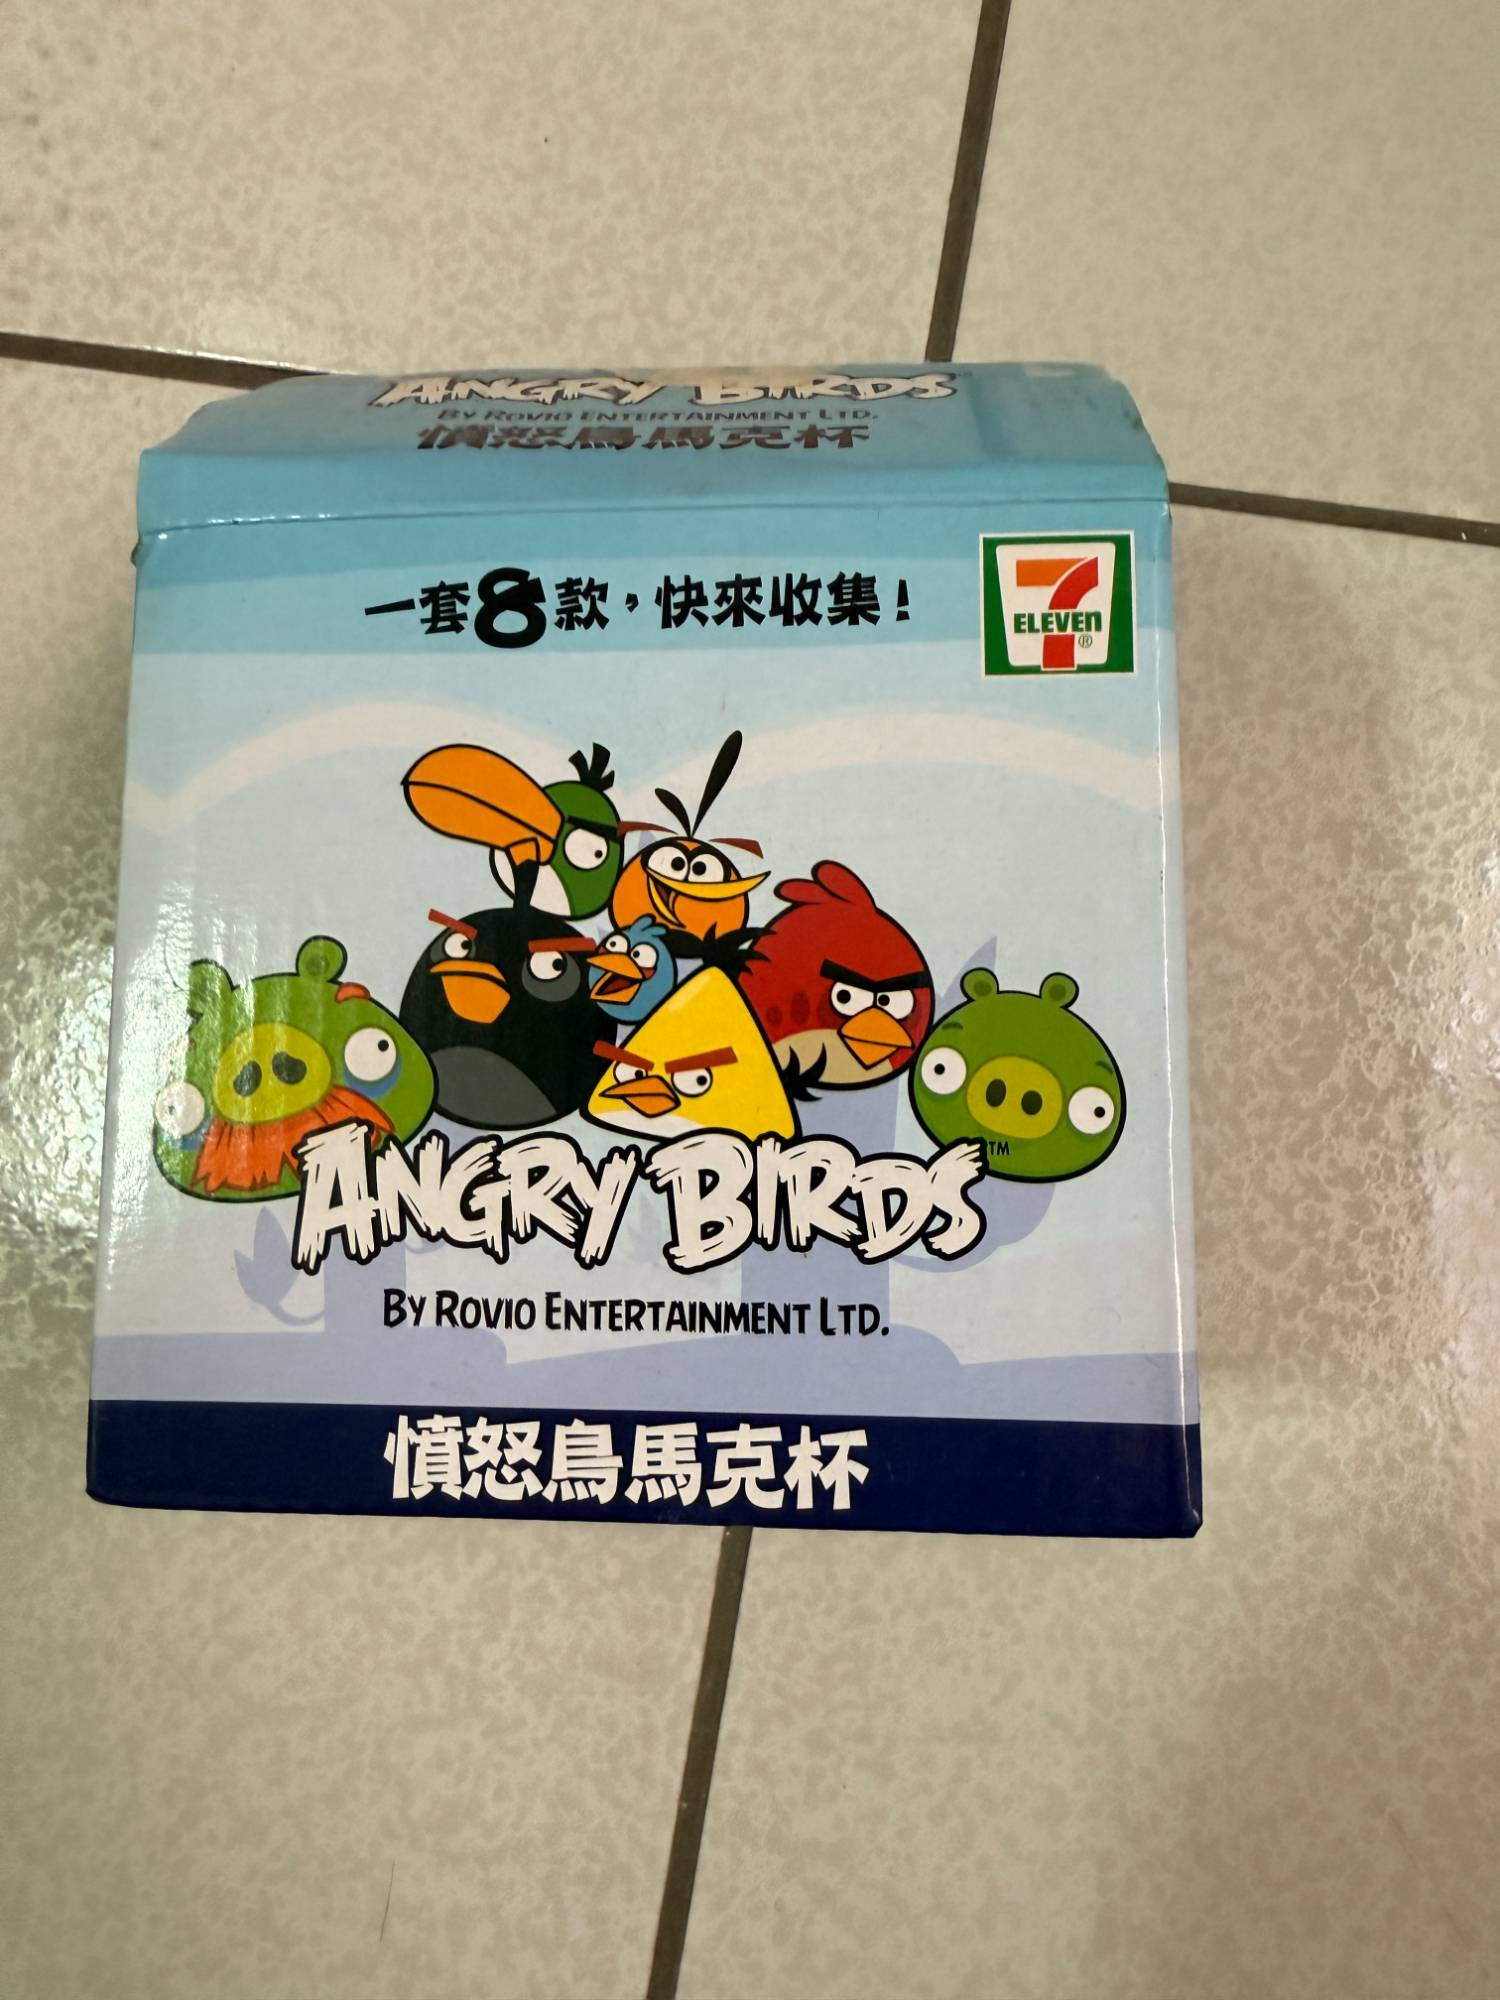 ANGRY BIRDS
BY ROVIO ENTERTAINMENT LTD.
憤怒鳥馬克杯
一套8款，快來收集！
7
ELEVEN
®
ANGRY BIRDS™
BY ROVIO ENTERTAINMENT LTD.
憤怒鳥馬克杯